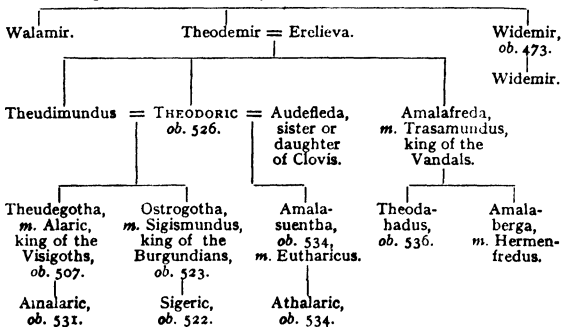 Walamir. Theodemir = Erelieva. Widemir,
ob. 473.
Widemir.
Theudimundus = THEODORIC = Audefleda,
ob. 526. sister or
daughter
of Clovis.
Amalafreda,
m. Trasamundus,
king of the
Vandals.
Theudegotha,
m. Alaric,
king of the
Visigoths,
ob. 507.
Amalaric,
ob. 531.
Ostrogotha,
m. Sigismundus,
king of the
Burgundians,
ob. 523.
Sigeric,
ob. 522.
Amala-
suentha,
ob. 534,
m. Eutharicus.
Athalaric,
ob. 534.
Theoda-
hadus,
ob. 536.
Amala-
berga,
m. Hermen-
fredus.